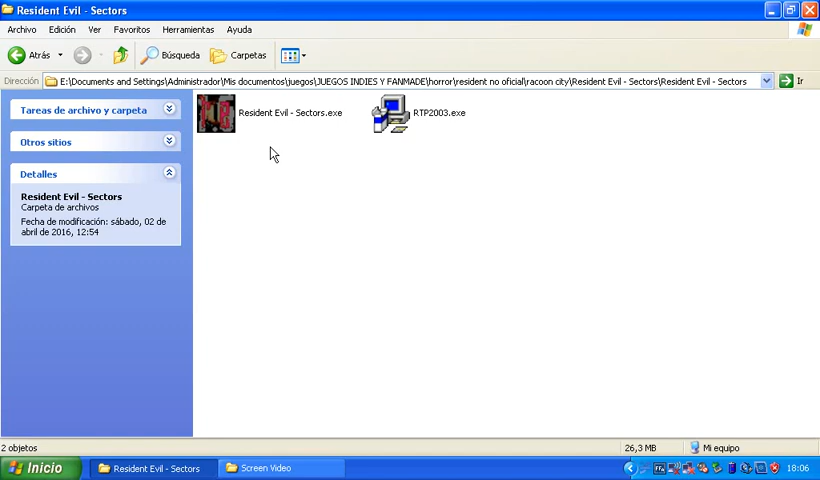 Resident Evil - Sectors
Archivo Edición Ver Favoritos Herramientas Ayuda
Atrás Búsqueda Carpetas
Dirección E:\Documents and Settings\Administrador\Mis documentos\juegos\JUEGOS INDIES Y FANMADE\horror\resident no oficial\racoon city\Resident Evil - Sectors\Resident Evil - Sectors Ir
Tareas de archivo y carpeta
Otros sitios
Detalles
Resident Evil - Sectors
Carpeta de archivos
Fecha de modificación: sábado, 02 de
abril de 2016, 12:54
Resident Evil - Sectors.exe RTP2003.exe
2 objetos 26,3 MB Mi equipo
Inicio Resident Evil - Sectors Screen Video 18:06